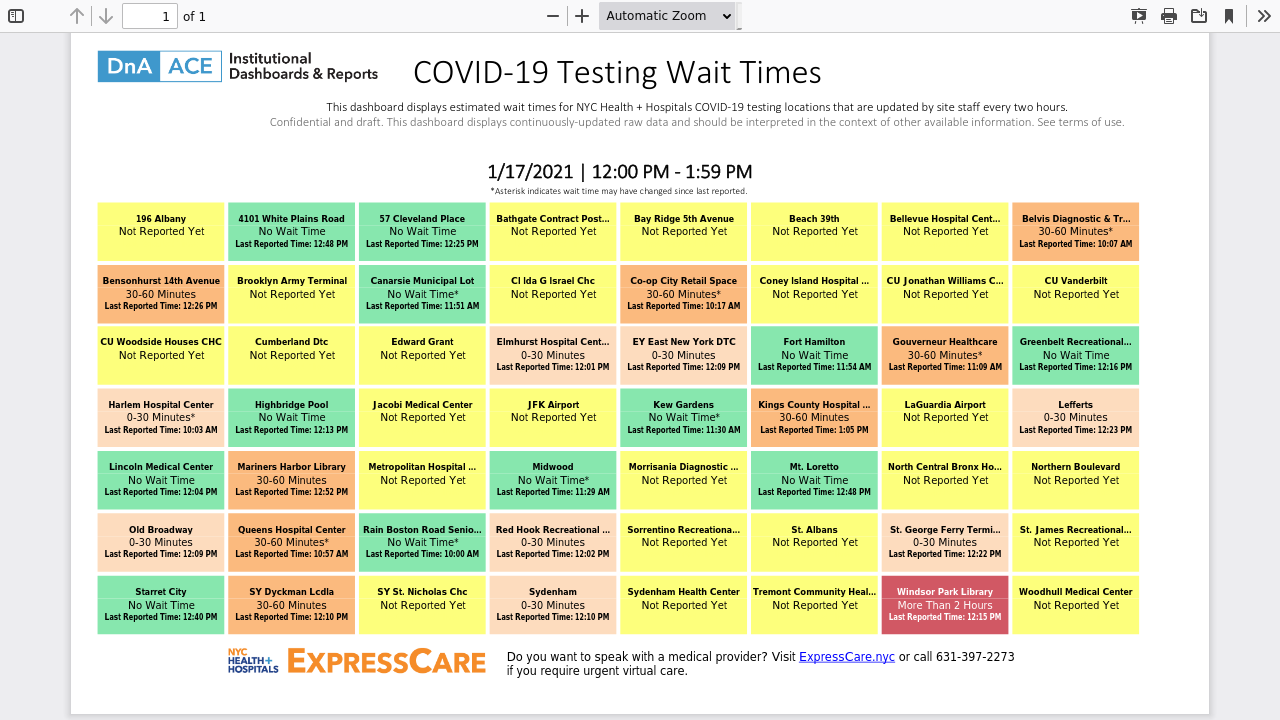 1 of 1 Automatic Zoom
DnA ACE Institutional
Dashboards & Reports
COVID-19 Testing Wait Times
This dashboard displays estimated wait times for NYC Health + Hospitals COVID-19 testing locations that are updated by site staff every two hours.
Confidential and draft. This dashboard displays continuously-updated raw data and should be interpreted in the context of other available information. See terms of use.
1/17/2021 | 12:00 PM - 1:59 PM
*Asterisk indicates wait time may have changed since last reported.
196 Albany
Not Reported Yet
4101 White Plains Road
No Wait Time
Last Reported Time: 12:48 PM
57 Cleveland Place
No Wait Time
Last Reported Time: 12:25 PM
Bathgate Contract Post...
Not Reported Yet
Bay Ridge 5th Avenue
Not Reported Yet
Beach 39th
Not Reported Yet
Bellevue Hospital Cent...
Not Reported Yet
Belvis Diagnostic & Tr...
30-60 Minutes*
Last Reported Time: 10:07 AM
Bensonhurst 14th Avenue
30-60 Minutes
Last Reported Time: 12:26 PM
Brooklyn Army Terminal
Not Reported Yet
Canarsie Municipal Lot
No Wait Time*
Last Reported Time: 11:51 AM
CI Ida G Israel Chc
Not Reported Yet
Co-op City Retail Space
30-60 Minutes*
Last Reported Time: 10:17 AM
Coney Island Hospital ...
Not Reported Yet
CU Jonathan Williams C...
Not Reported Yet
CU Vanderbilt
Not Reported Yet
CU Woodside Houses CHC
Not Reported Yet
Cumberland Dtc
Not Reported Yet
Edward Grant
Not Reported Yet
Elmhurst Hospital Cent...
0-30 Minutes
Last Reported Time: 12:01 PM
EY East New York DTC
0-30 Minutes
Last Reported Time: 12:09 PM
Fort Hamilton
No Wait Time
Last Reported Time: 11:54 AM
Gouverneur Healthcare
30-60 Minutes*
Last Reported Time: 11:09 AM
Greenbelt Recreational...
No Wait Time
Last Reported Time: 12:16 PM
Harlem Hospital Center
0-30 Minutes*
Last Reported Time: 10:03 AM
Highbridge Pool
No Wait Time
Last Reported Time: 12:13 PM
Jacobi Medical Center
Not Reported Yet
JFK Airport
Not Reported Yet
Kew Gardens
No Wait Time*
Last Reported Time: 11:30 AM
Kings County Hospital ...
30-60 Minutes
Last Reported Time: 1:05 PM
LaGuardia Airport
Not Reported Yet
Lefferts
0-30 Minutes
Last Reported Time: 12:23 PM
Lincoln Medical Center
No Wait Time
Last Reported Time: 12:04 PM
Mariners Harbor Library
30-60 Minutes
Last Reported Time: 12:52 PM
Metropolitan Hospital ...
Not Reported Yet
Midwood
No Wait Time*
Last Reported Time: 11:29 AM
Morrisania Diagnostic ...
Not Reported Yet
Mt. Loretto
No Wait Time
Last Reported Time: 12:48 PM
North Central Bronx Ho...
Not Reported Yet
Northern Boulevard
Not Reported Yet
Old Broadway
0-30 Minutes
Last Reported Time: 12:09 PM
Queens Hospital Center
30-60 Minutes*
Last Reported Time: 10:57 AM
Rain Boston Road Senio...
No Wait Time*
Last Reported Time: 10:00 AM
Red Hook Recreational ...
0-30 Minutes
Last Reported Time: 12:02 PM
Sorrentino Recreationa...
Not Reported Yet
St. Albans
Not Reported Yet
St. George Ferry Termi...
0-30 Minutes
Last Reported Time: 12:22 PM
St. James Recreational...
Not Reported Yet
Starret City
No Wait Time
Last Reported Time: 12:40 PM
SY Dyckman Lcdla
30-60 Minutes
Last Reported Time: 12:10 PM
SY St. Nicholas Chc
Not Reported Yet
Sydenham
0-30 Minutes
Last Reported Time: 12:10 PM
Sydenham Health Center
Not Reported Yet
Tremont Community Heal...
Not Reported Yet
Windsor Park Library
More Than 2 Hours
Last Reported Time: 12:15 PM
Woodhull Medical Center
Not Reported Yet
NYC
HEALTH+
HOSPITALS
EXPRESSCARE
Do you want to speak with a medical provider? Visit ExpressCare.nyc or call 631-397-2273
if you require urgent virtual care.